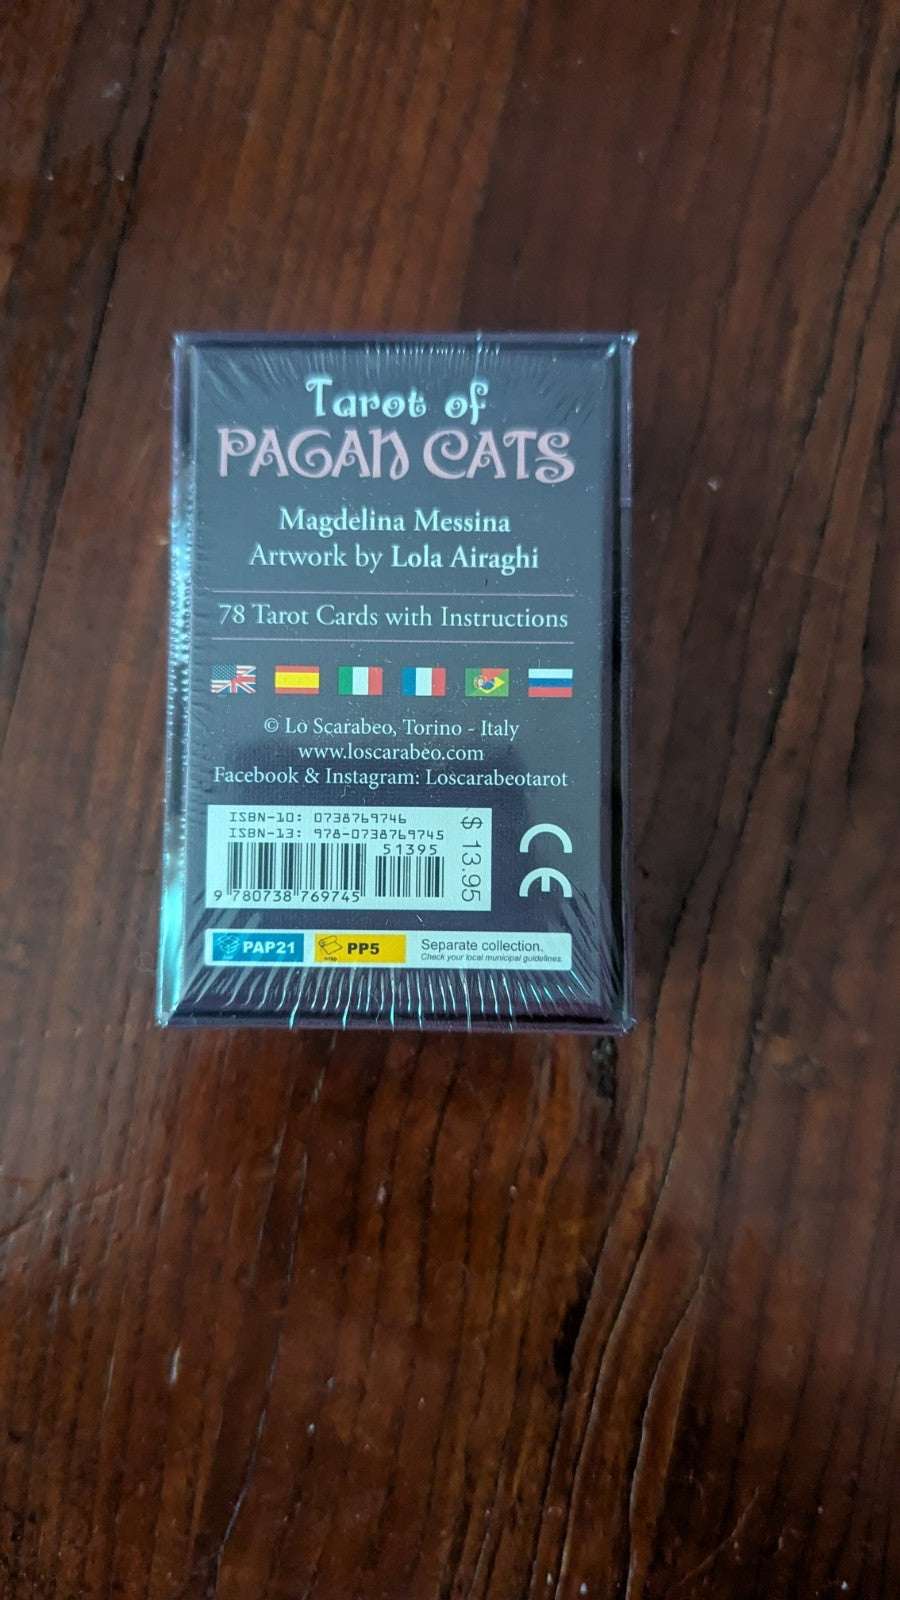 Tarot of
PAGAN CATS
Magdelina Messina
Artwork by Lola Airaghi
78 Tarot Cards with Instructions
© Lo Scarabeo, Torino - Italy
www.loscarabeo.com
Facebook & Instagram: Loscarabeotarot
ISBN-10: 0738769746
ISBN-13: 978-0738769745
51395
9 780738 769745
$ 13.95
CE
PAP21
PP5
Separate collection.
Check your local municipal guidelines.